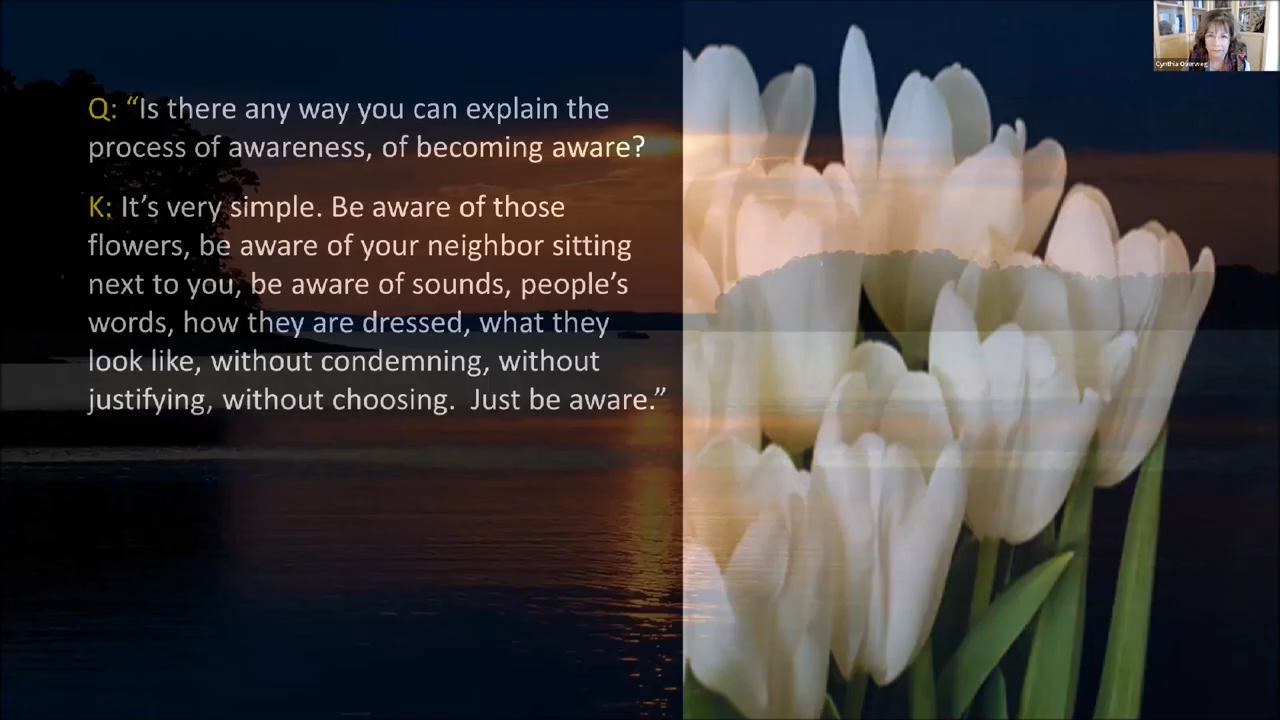 Q: “Is there any way you can explain the
process of awareness, of becoming aware?
K: It’s very simple. Be aware of those
flowers, be aware of your neighbor sitting
next to you, be aware of sounds, people’s
words, how they are dressed, what they
look like, without condemning, without
justifying, without choosing.  Just be aware.”
Cynthia Overweg